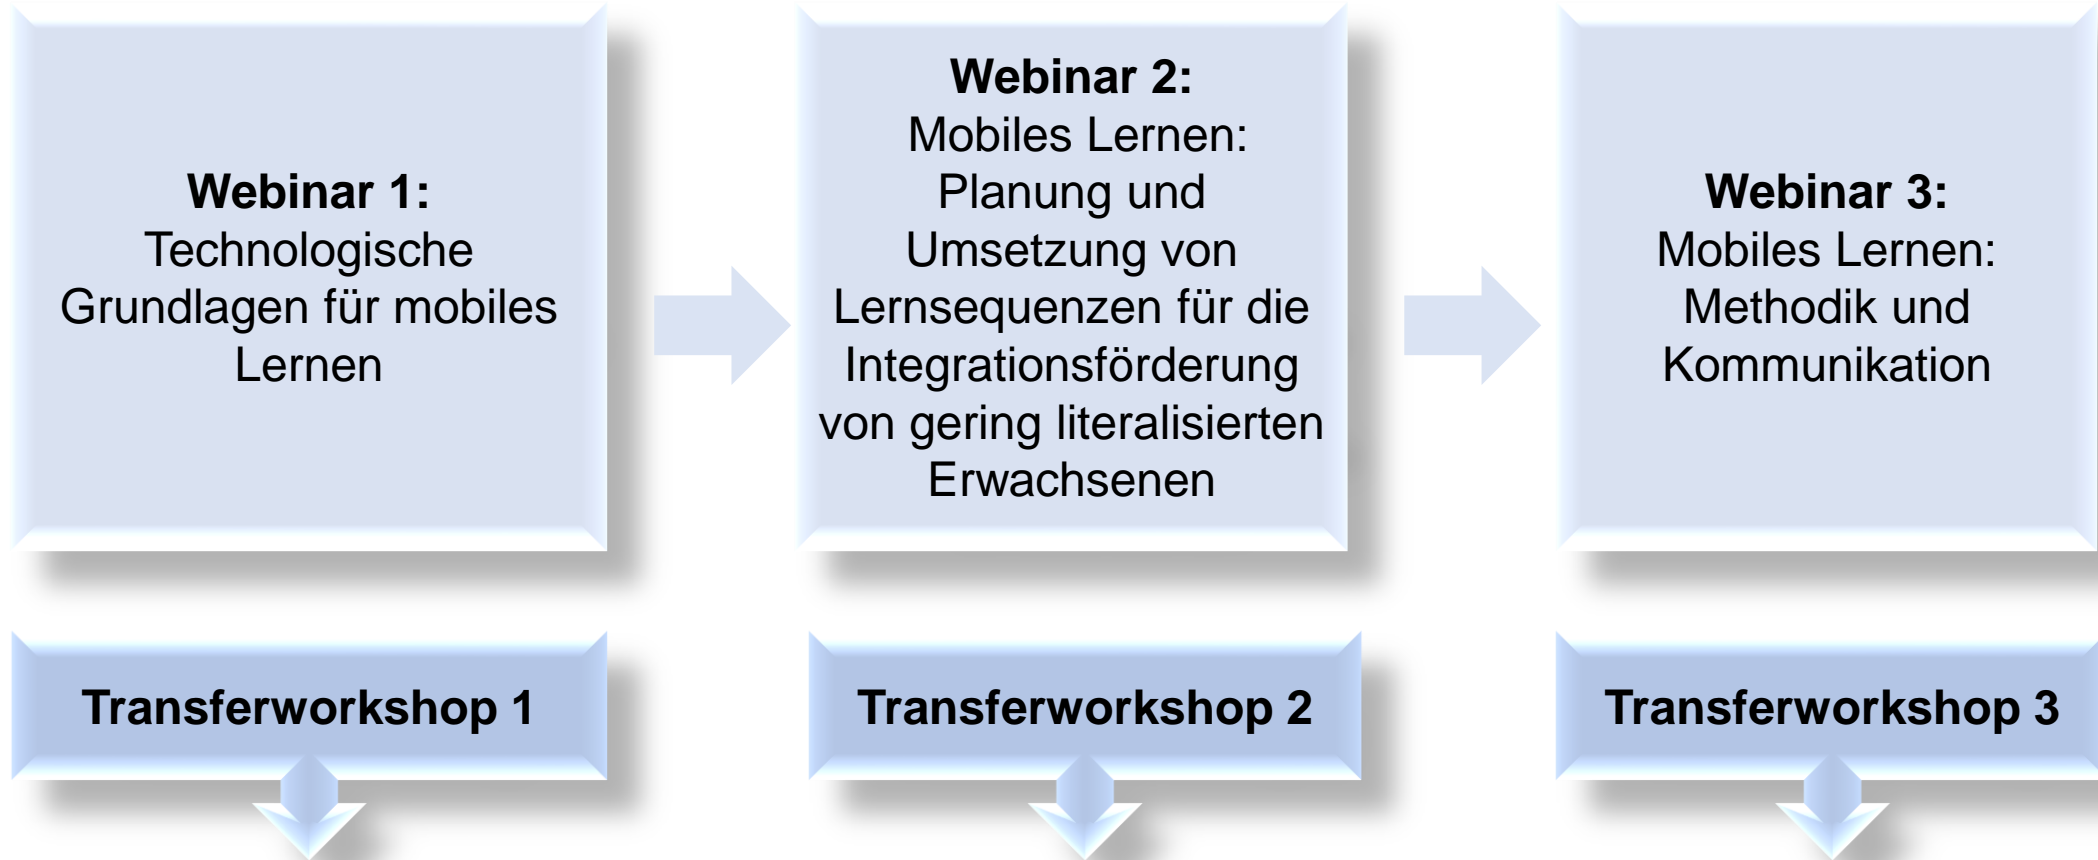 Webinar 1:
Technologische
Grundlagen für mobiles
Lernen
Webinar 2:
Mobiles Lernen:
Planung und
Umsetzung von
Lernsequenzen für die
Integrationsförderung
von gering literalisierten
Erwachsenen
Webinar 3:
Mobiles Lernen:
Methodik und
Kommunikation
Transferworkshop 1
Transferworkshop 2
Transferworkshop 3